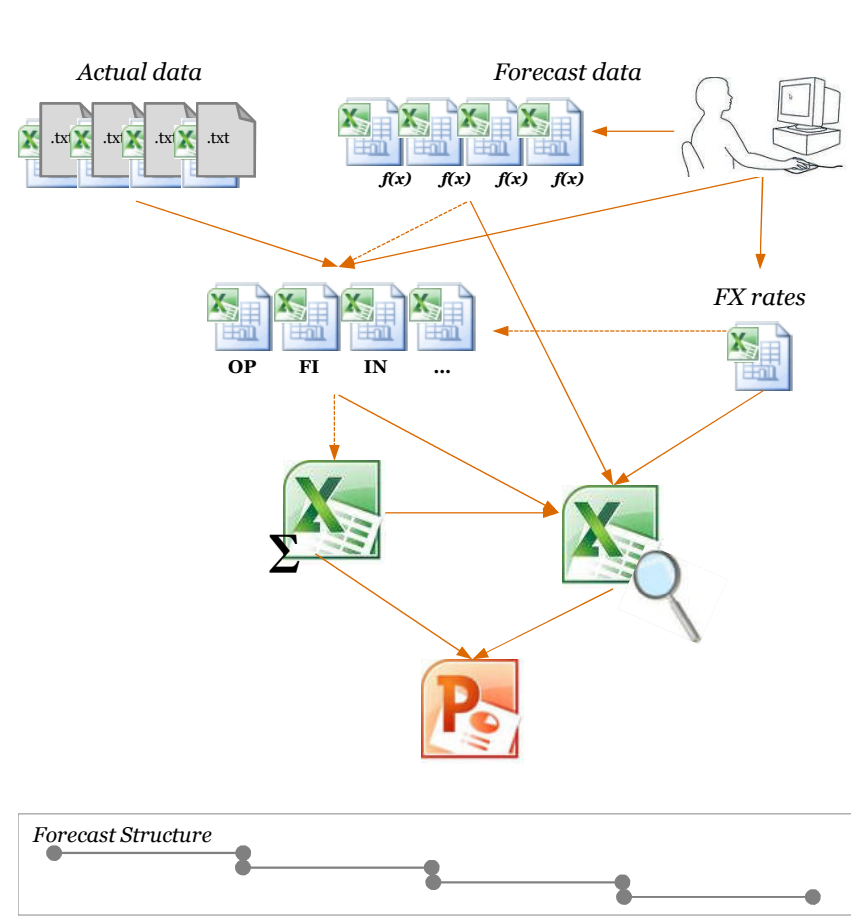 Actual data
Forecast data
.txt .txt .txt .txt
f(x) f(x) f(x) f(x)
FX rates
OP FI IN ...
Σ
P
Forecast Structure